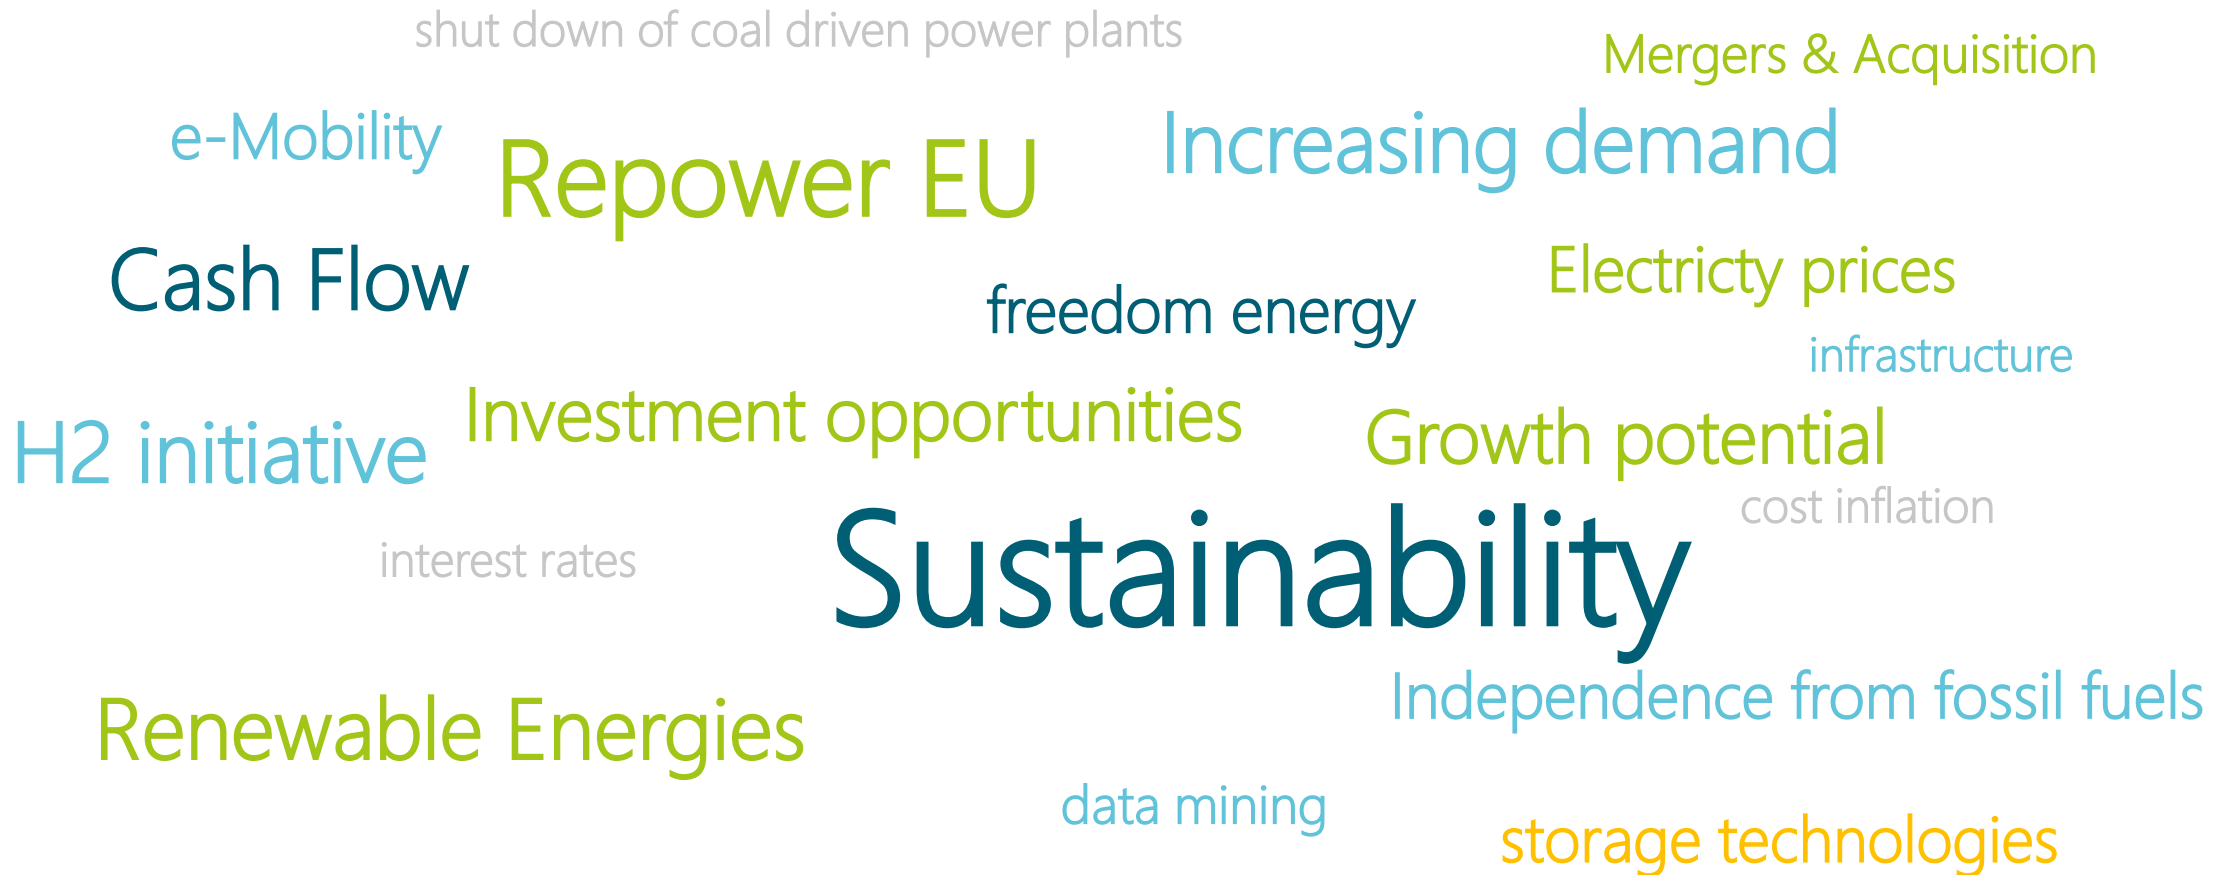 shut down of coal driven power plants
Mergers & Acquisition
e-Mobility
Repower EU
Increasing demand
Cash Flow
freedom energy
Electricty prices
infrastructure
H2 initiative
Investment opportunities
Growth potential
cost inflation
interest rates
Sustainability
Renewable Energies
Independence from fossil fuels
data mining
storage technologies